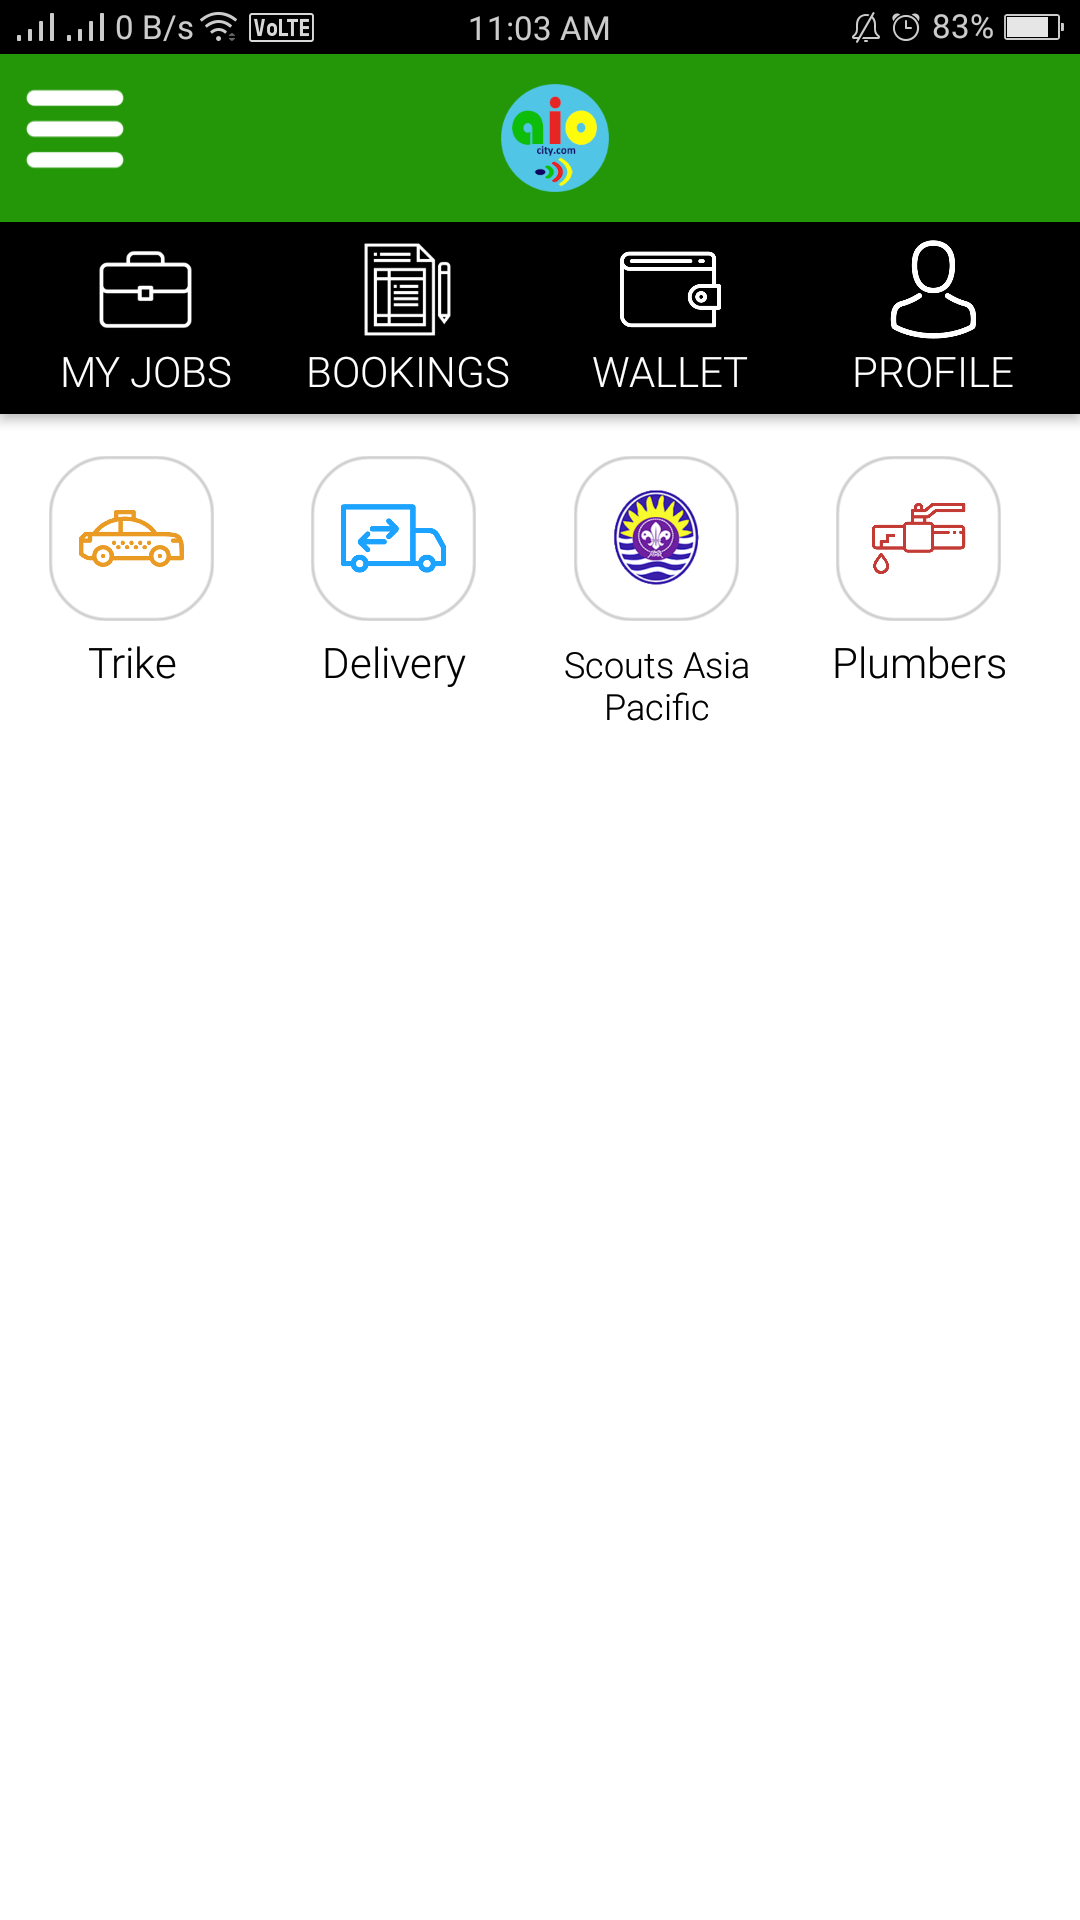 0 B/s VoLTE 11:03 AM 83%
aio
city.com
MY JOBS BOOKINGS WALLET PROFILE
Trike Delivery Scouts Asia Plumbers
Pacific